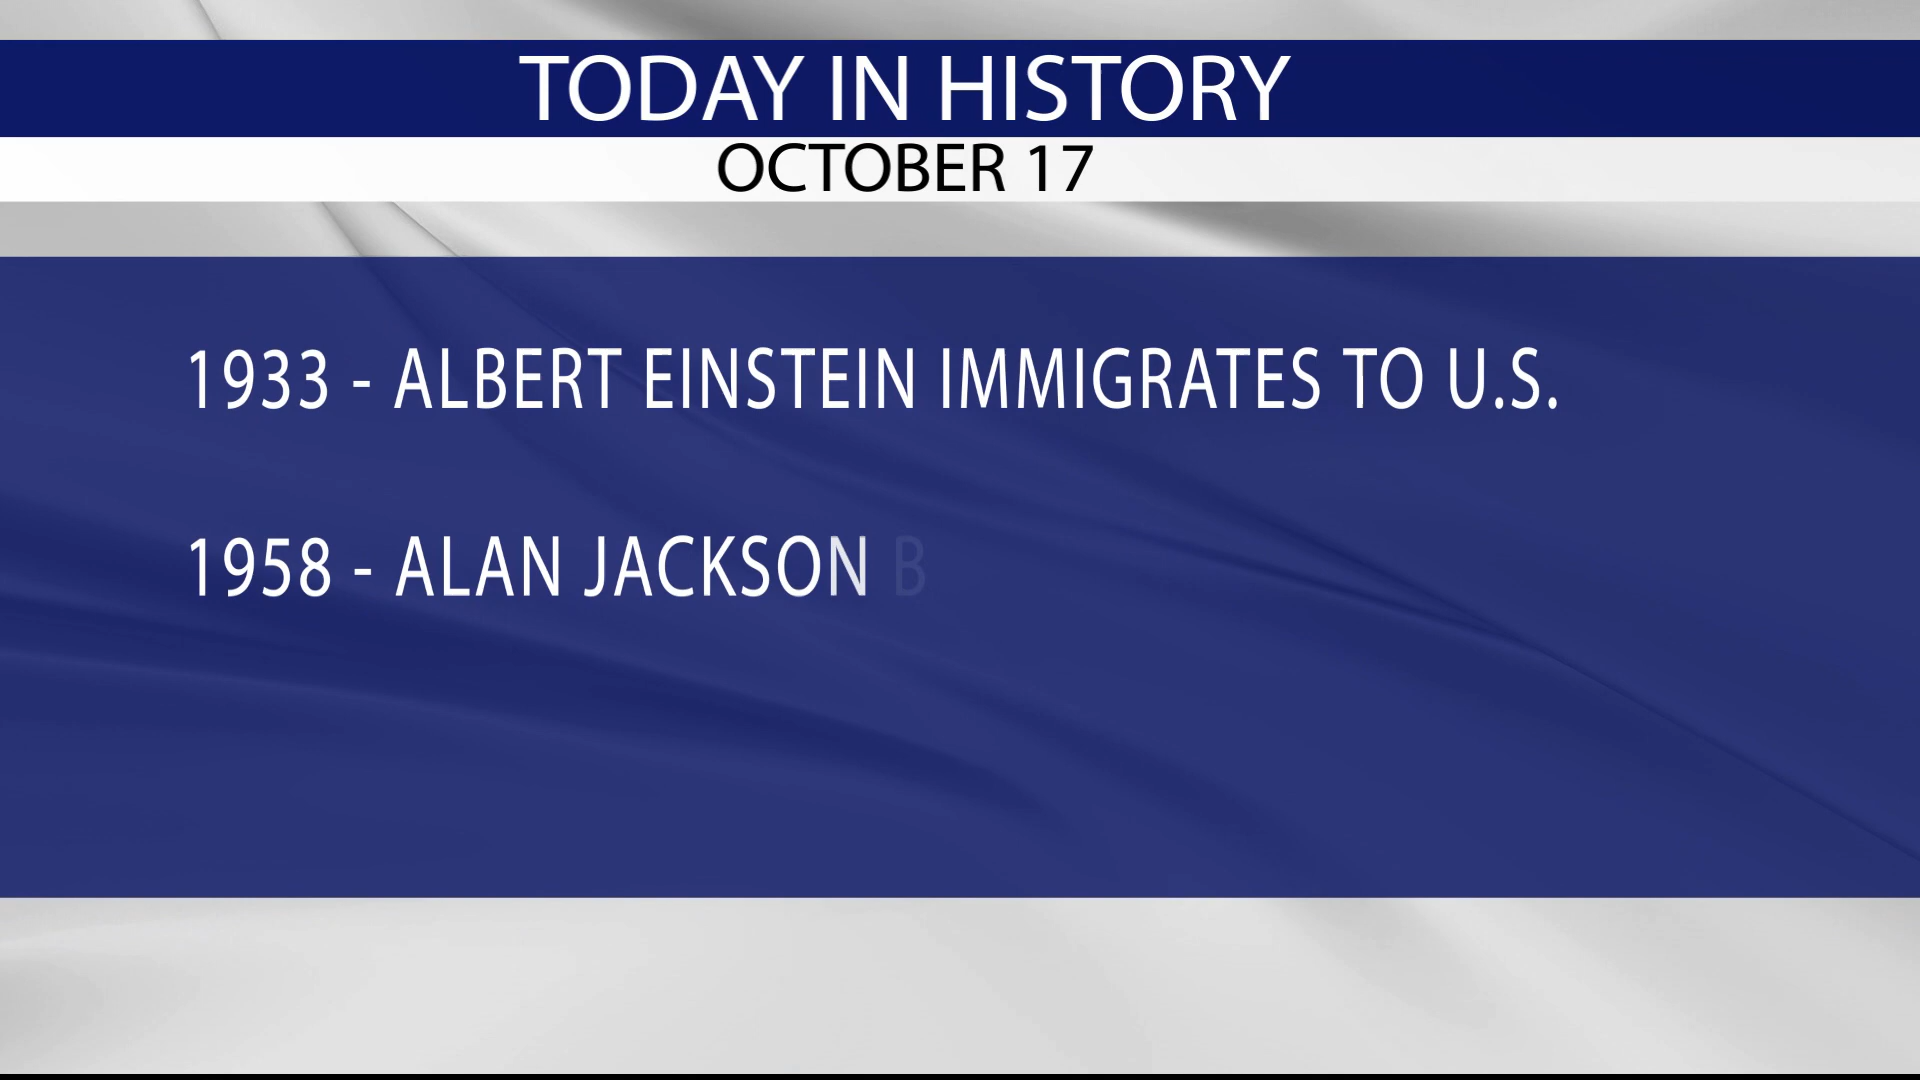 TODAY IN HISTORY
OCTOBER 17
1933 - ALBERT EINSTEIN IMMIGRATES TO U.S.
1958 - ALAN JACKSON B